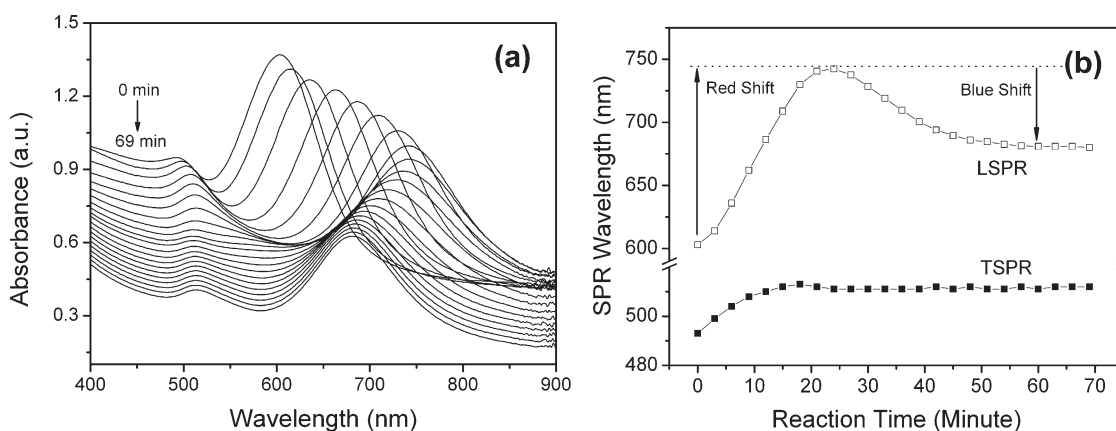 (a)
1.5
1.2
0.9
0.6
0.3
Absorbance (a.u.)
0 min
69 min
400 500 600 700 800 900
Wavelength (nm)
(b)
750
700
650
600
500
480
SPR Wavelength (nm)
Red Shift
Blue Shift
LSPR
TSPR
0 10 20 30 40 50 60 70
Reaction Time (Minute)